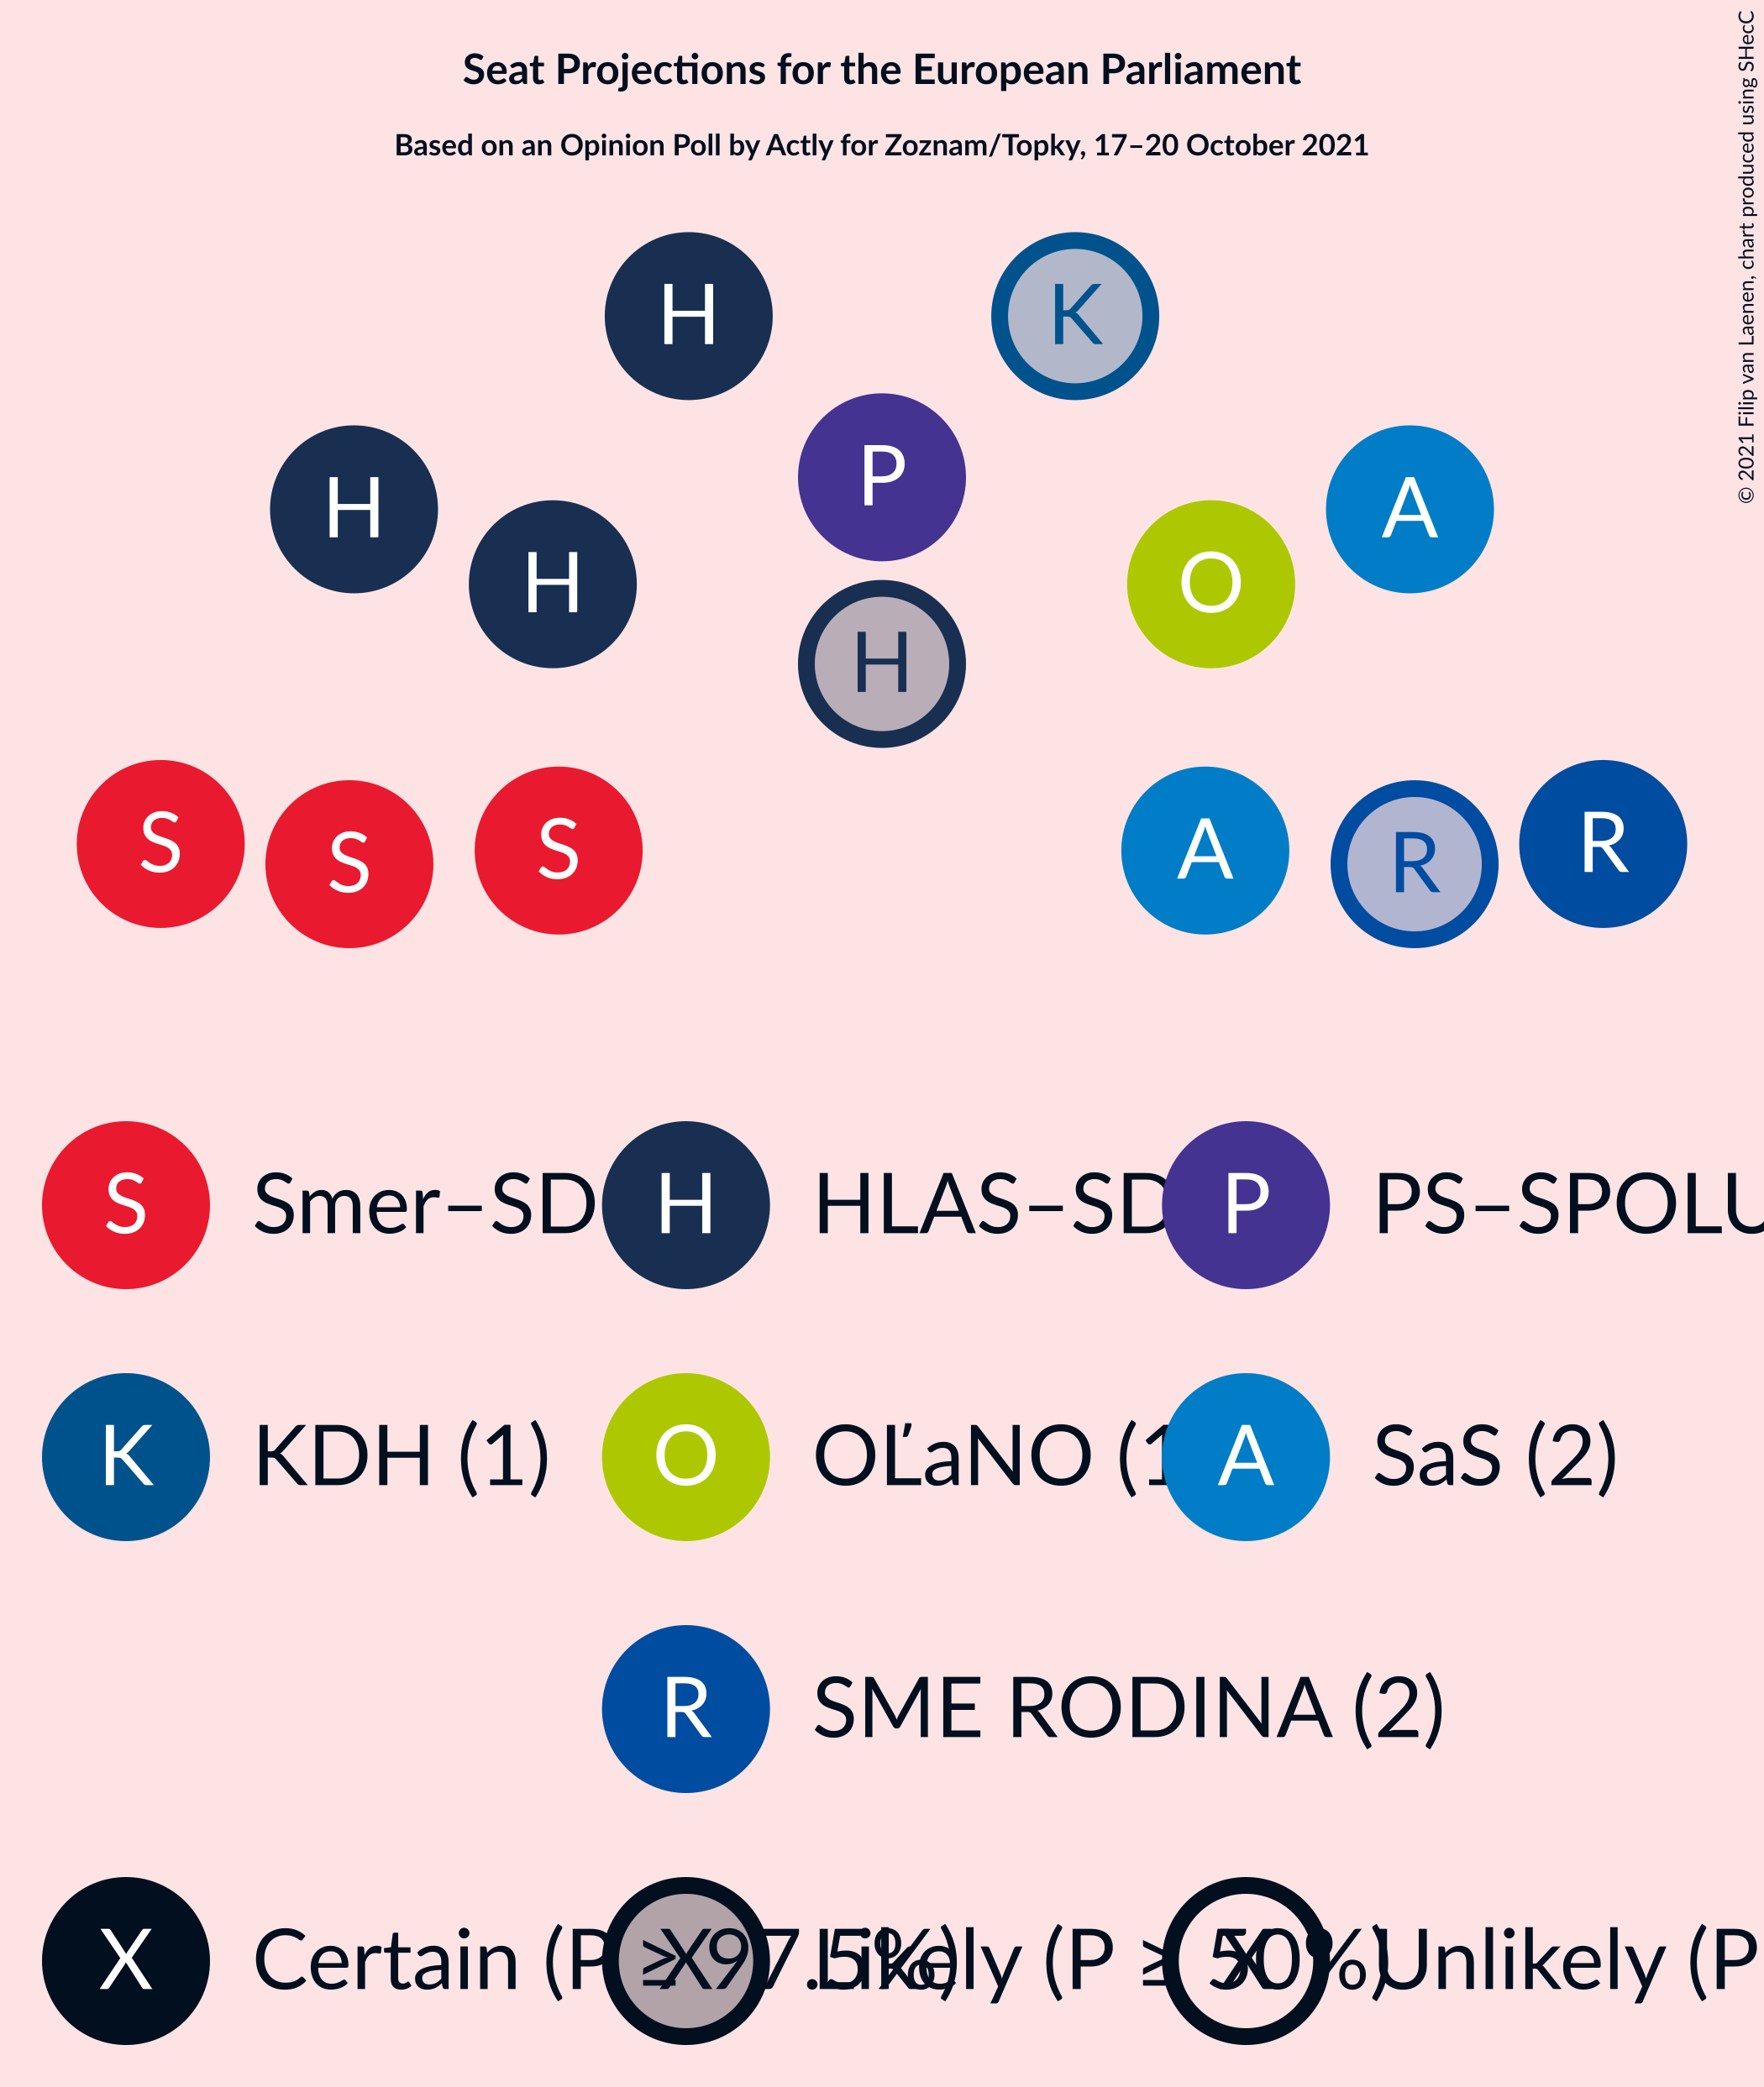 Seat Projections for the European Parliament
Based on an Opinion Poll by Actly for Zoznam/Topky, 17–20 October 2021
© 2021 Filip van Laenen, chart produced using SHecC
H K
P
H A
H O
H
S S
S A
S R R
S Smer–SD H HLAS–SD P PS–SPOLU
K KDH (1) O OĽaNO (1 A SaS (2)
R SME RODINA (2)
X Certain (P ≥ 97.5%) X Likely (P ≥ 50%) X Unlikely (P